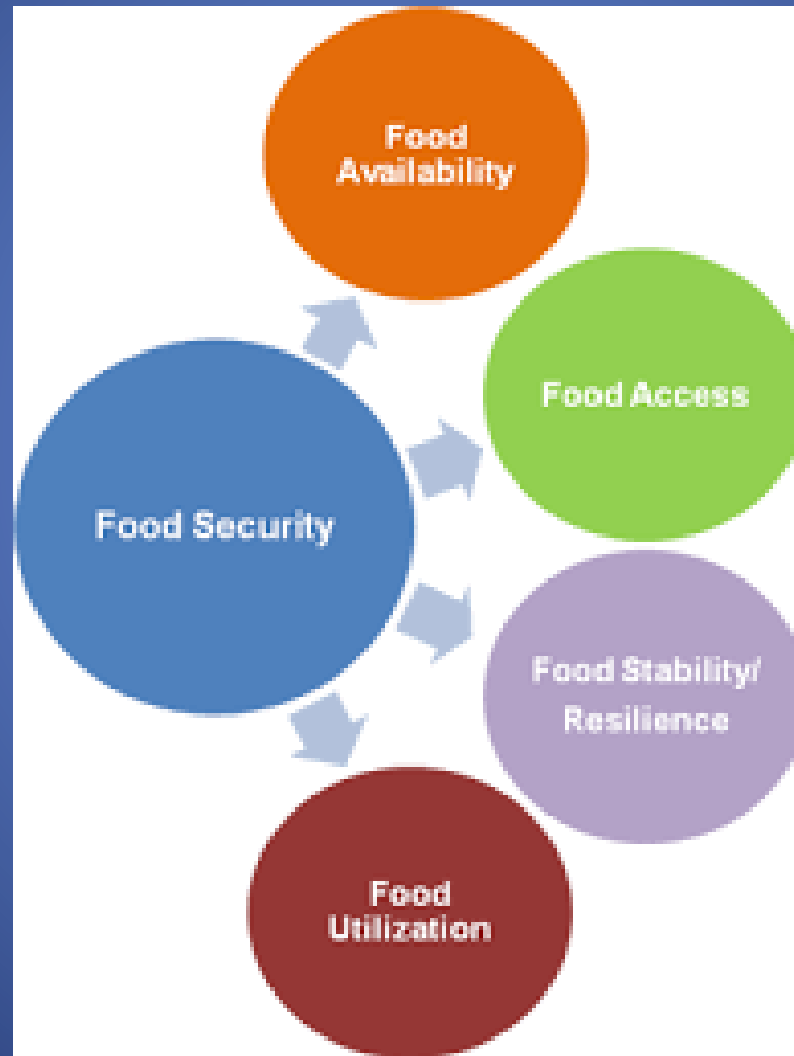 Food
Availability
Food Access
Food Security
Food Stability/
Resilience
Food
Utilization